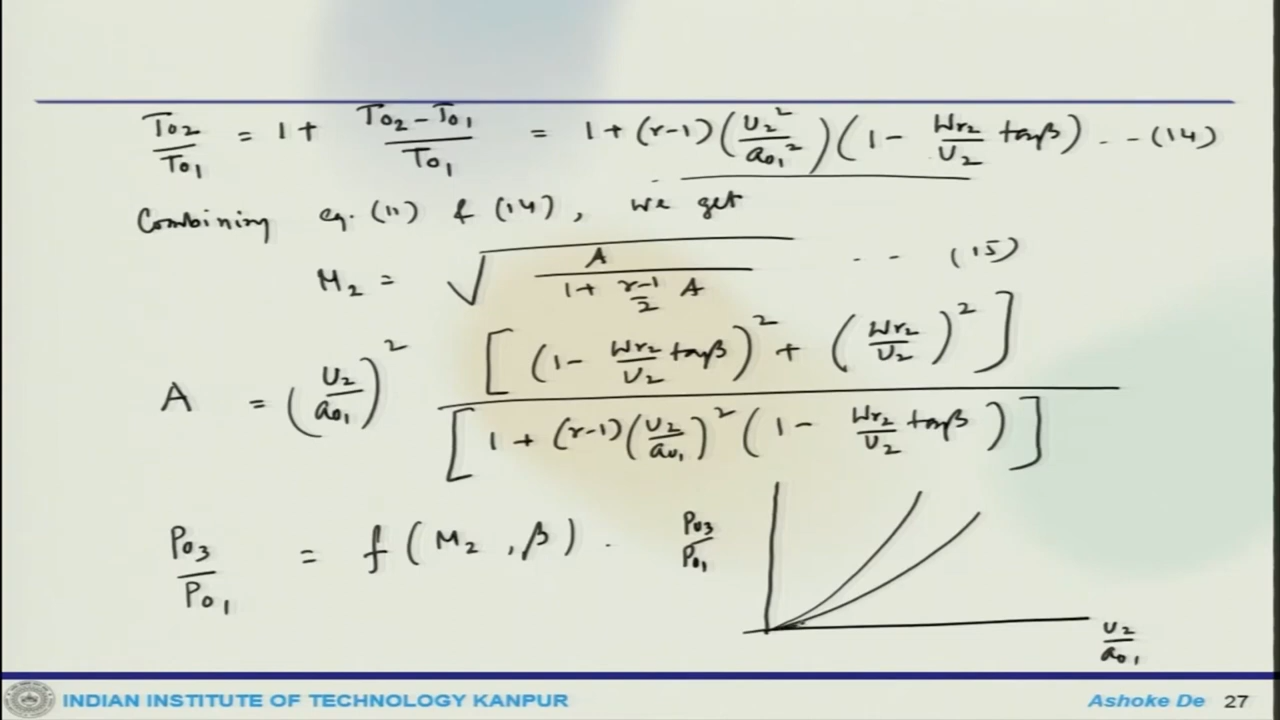 T02/T01 = 1 + (T02 - T01)/T01 = 1 + (γ-1) (U2²/a01²) (1 - Wr2/U2 tanβ) - - (14)
Combining eq. (11) & (14), we get
M2 = √(A / (1 + (γ-1)/2 A)) - - (15)
A = (U2/a01)² [(1 - Wr2/U2 tanβ)² + (Wr2/U2)²] / [1 + (γ-1) (U2/a01)² (1 - Wr2/U2 tanβ)]
P03/P01 = f (M2, β) .
P03/P01
U2/a01
INDIAN INSTITUTE OF TECHNOLOGY KANPUR
Ashoke De 27